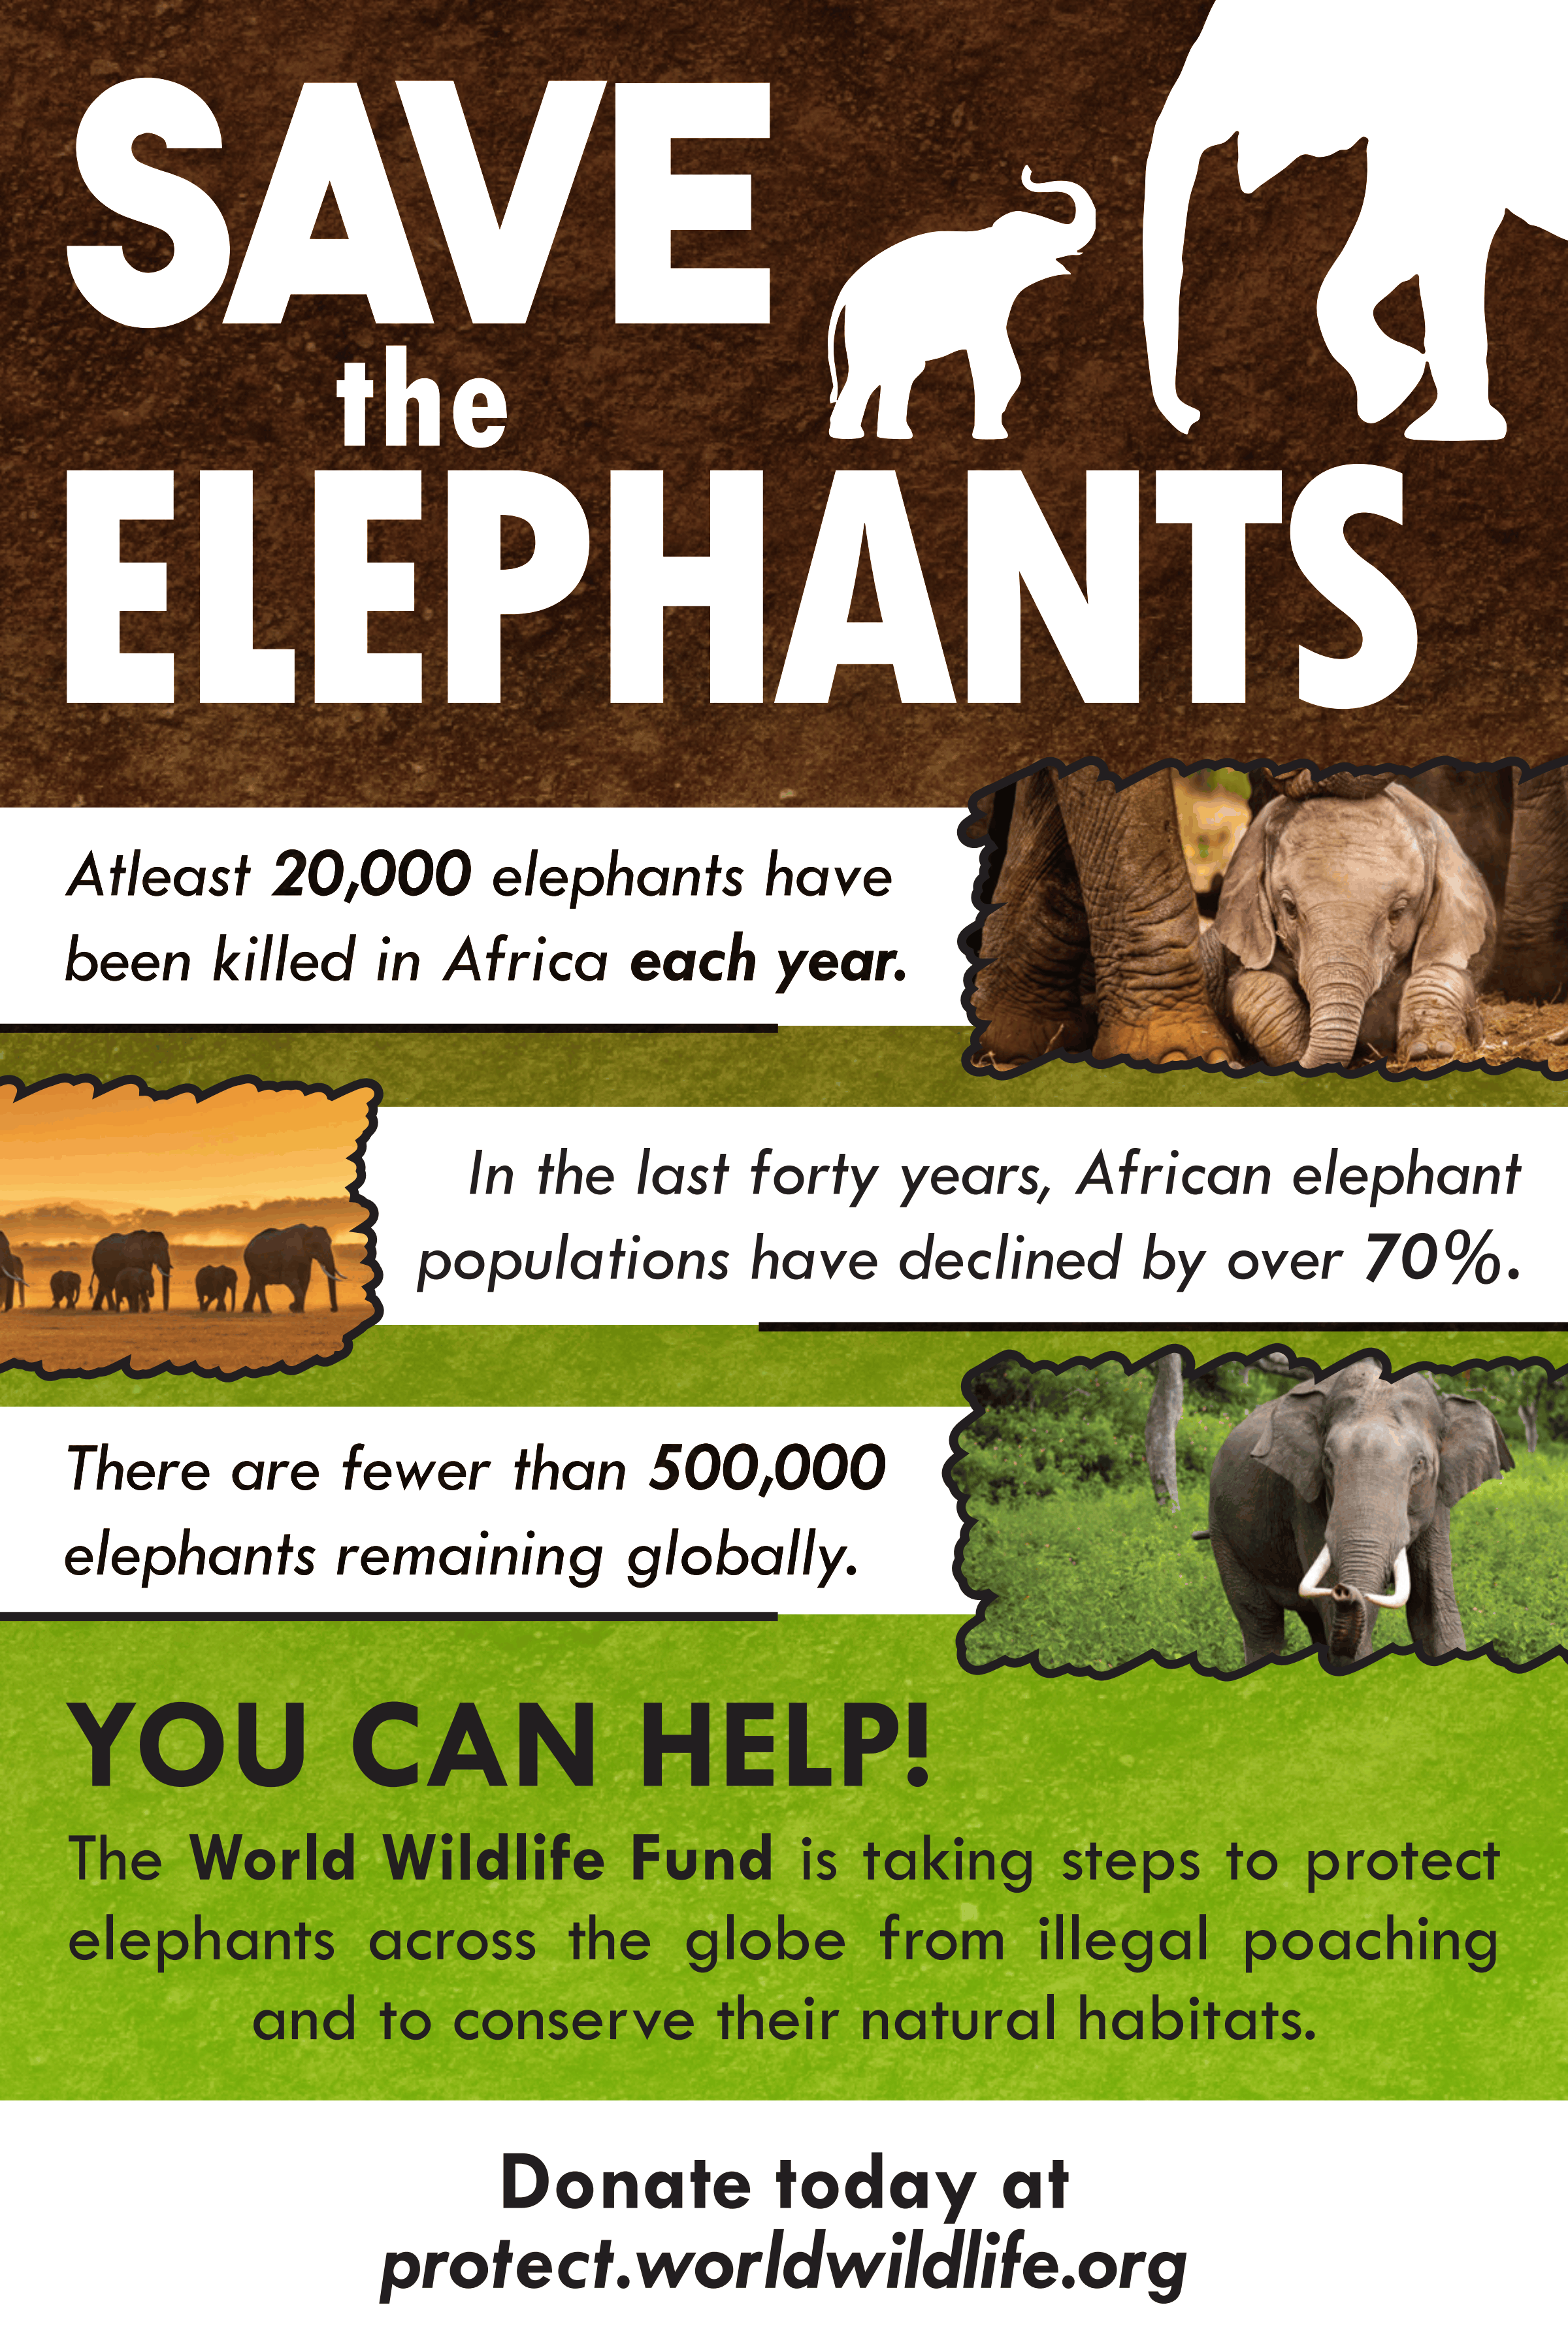 SAVE
the
ELEPHANTS
Atleast 20,000 elephants have
been killed in Africa each year.
In the last forty years, African elephant
populations have declined by over 70%.
There are fewer than 500,000
elephants remaining globally.
YOU CAN HELP!
The World Wildlife Fund is taking steps to protect
elephants across the globe from illegal poaching
and to conserve their natural habitats.
Donate today at
protect.worldwildlife.org